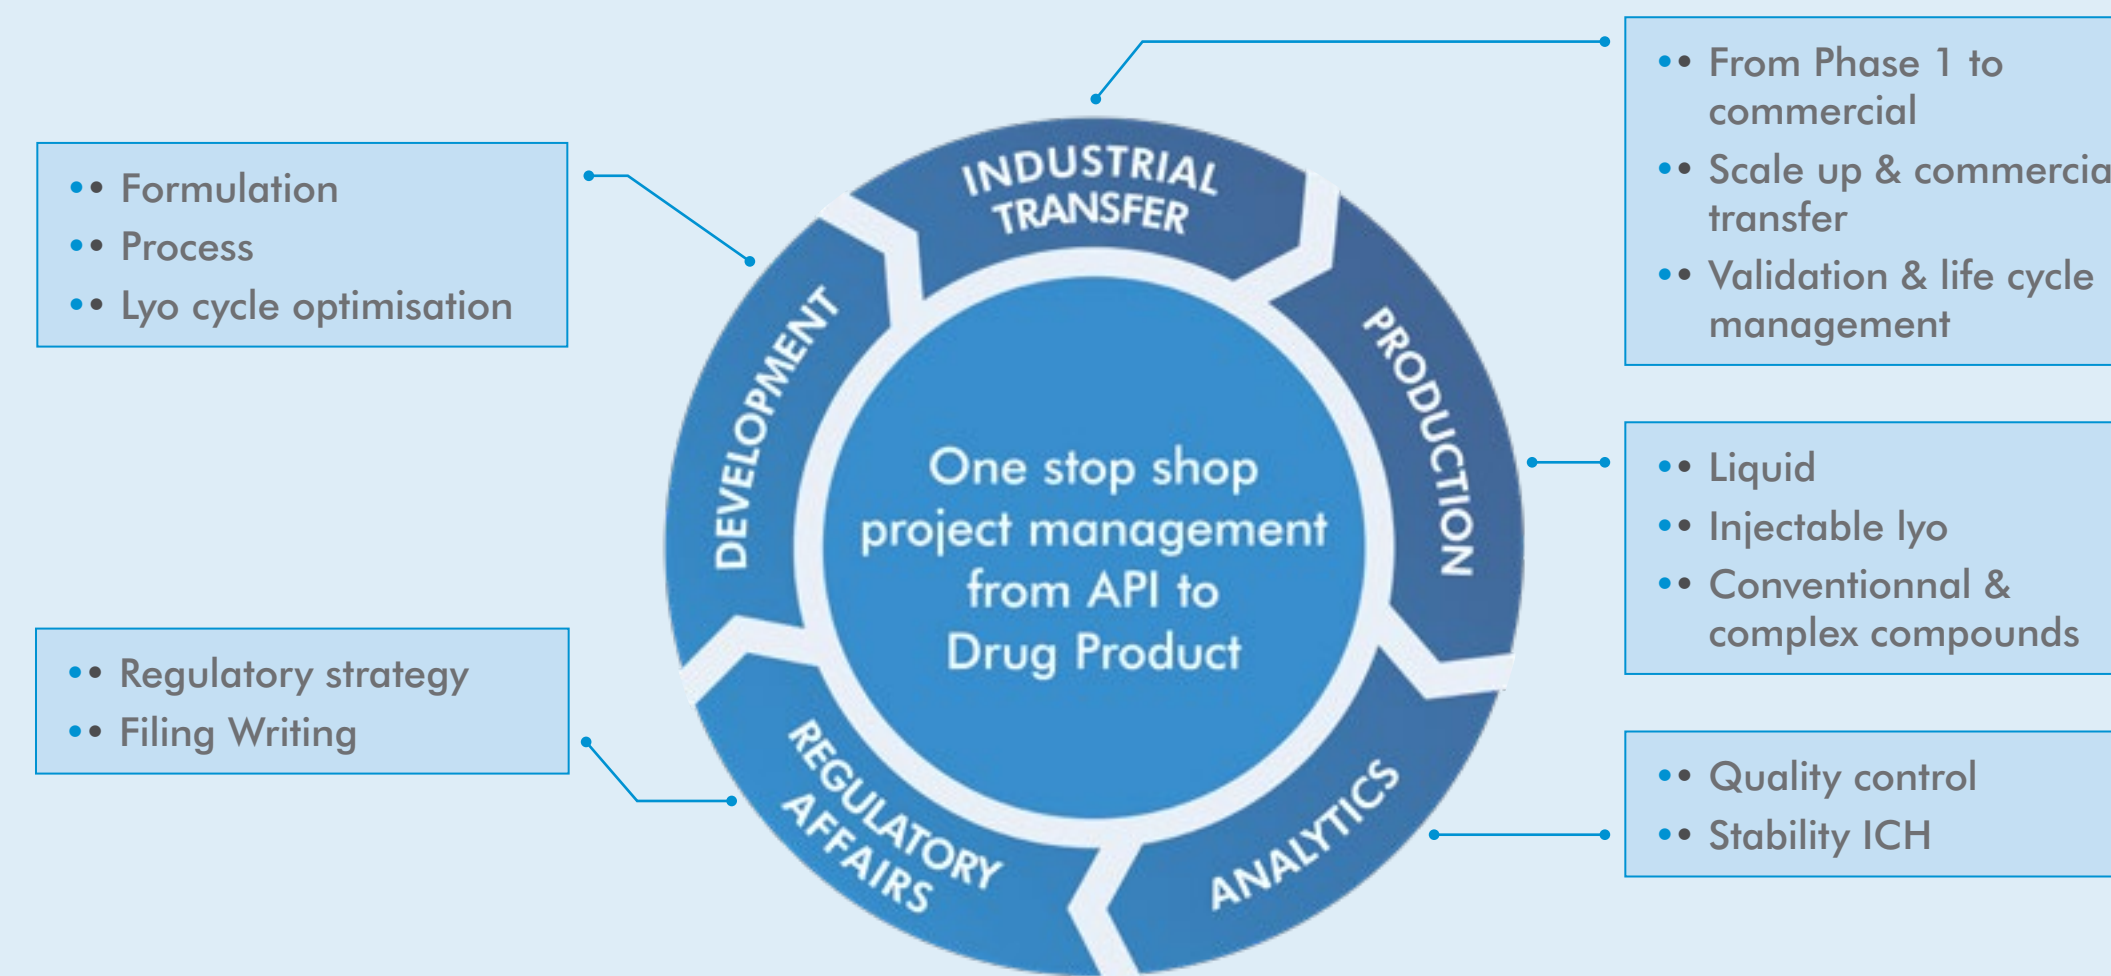 • Formulation
• Process
• Lyo cycle optimisation
• Regulatory strategy
• Filing Writing
INDUSTRIAL
TRANSFER
PRODUCTION
ANALYTICS
REGULATORY
AFFAIRS
DEVELOPMENT
One stop shop
project management
from API to
Drug Product
• From Phase 1 to
commercial
• Scale up & commercia
transfer
• Validation & life cycle
management
• Liquid
• Injectable lyo
• Conventionnal &
complex compounds
• Quality control
• Stability ICH